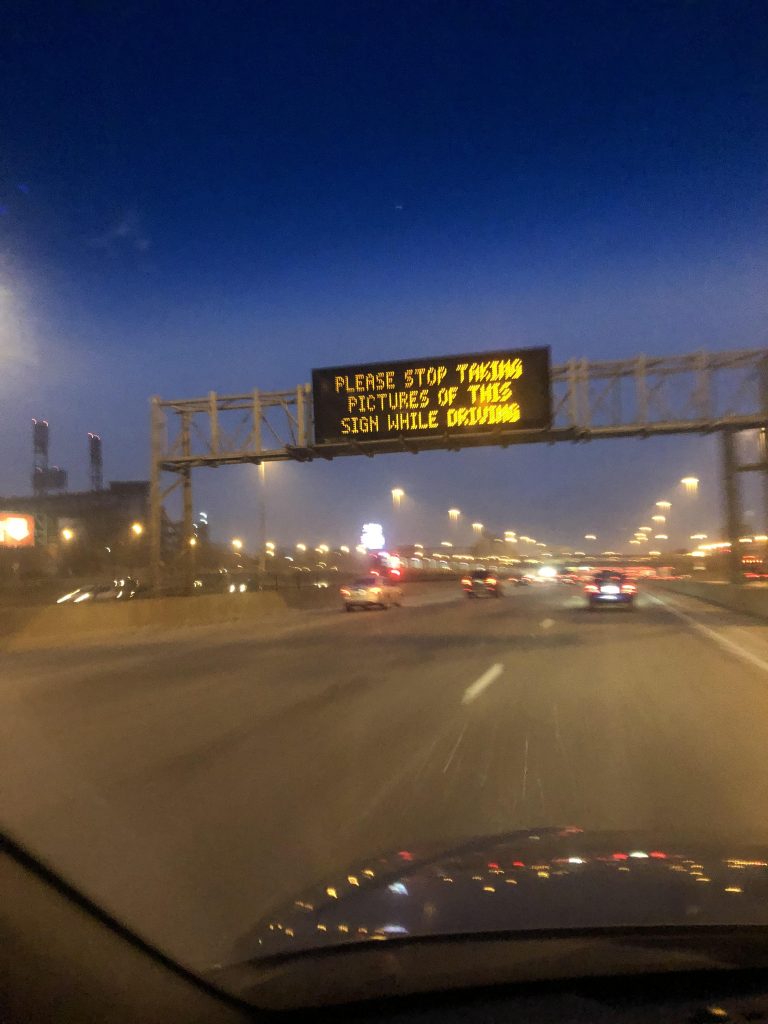 PLEASE STOP TAKING
PICTURES OF THIS
SIGN WHILE DRIVING